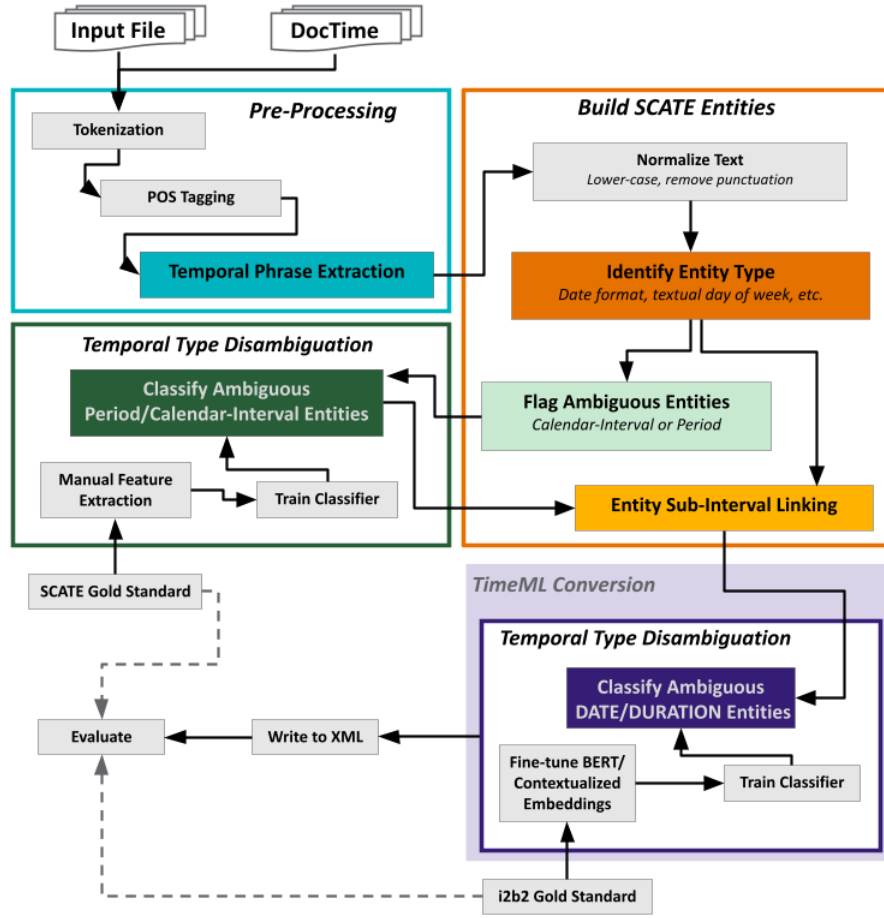 Input File
DocTime
Pre-Processing
Tokenization
POS Tagging
Temporal Phrase Extraction
Build SCATE Entities
Normalize Text
Lower-case, remove punctuation
Identify Entity Type
Date format, textual day of week, etc.
Flag Ambiguous Entities
Calendar-Interval or Period
Entity Sub-Interval Linking
Temporal Type Disambiguation
Classify Ambiguous
Period/Calendar-Interval Entities
Manual Feature
Extraction
Train Classifier
SCATE Gold Standard
TimeML Conversion
Temporal Type Disambiguation
Classify Ambiguous
DATE/DURATION Entities
Fine-tune BERT/
Contextualized
Embeddings
Train Classifier
Evaluate
Write to XML
i2b2 Gold Standard